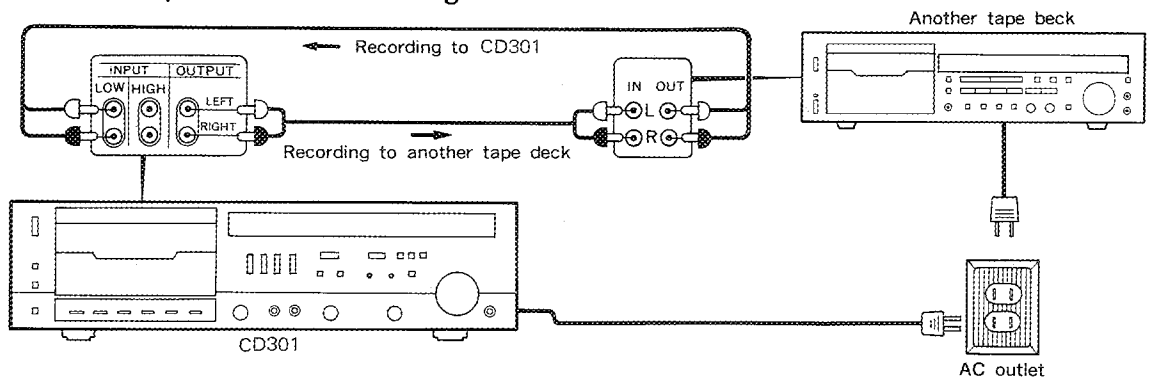 Another tape beck
Recording to CD301
INPUT OUTPUT
LOW HIGH
LEFT
RIGHT
IN OUT
L
R
Recording to another tape deck
CD301
AC outlet